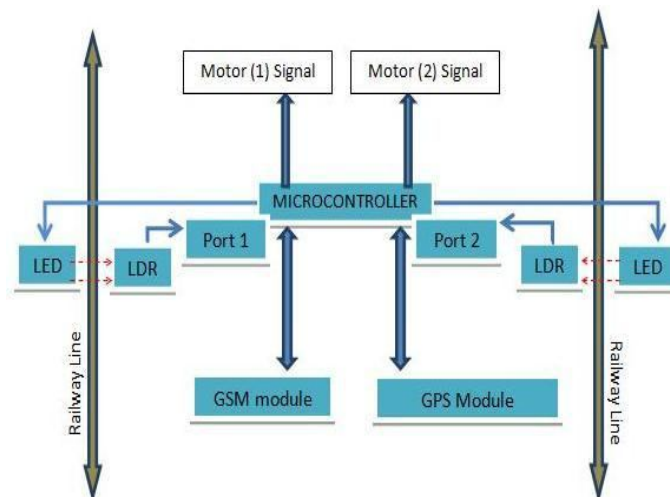 Motor (1) Signal
Motor (2) Signal
MICROCONTROLLER
Port 1
Port 2
LED
LDR
LDR
LED
Railway Line
Railway Line
GSM module
GPS Module